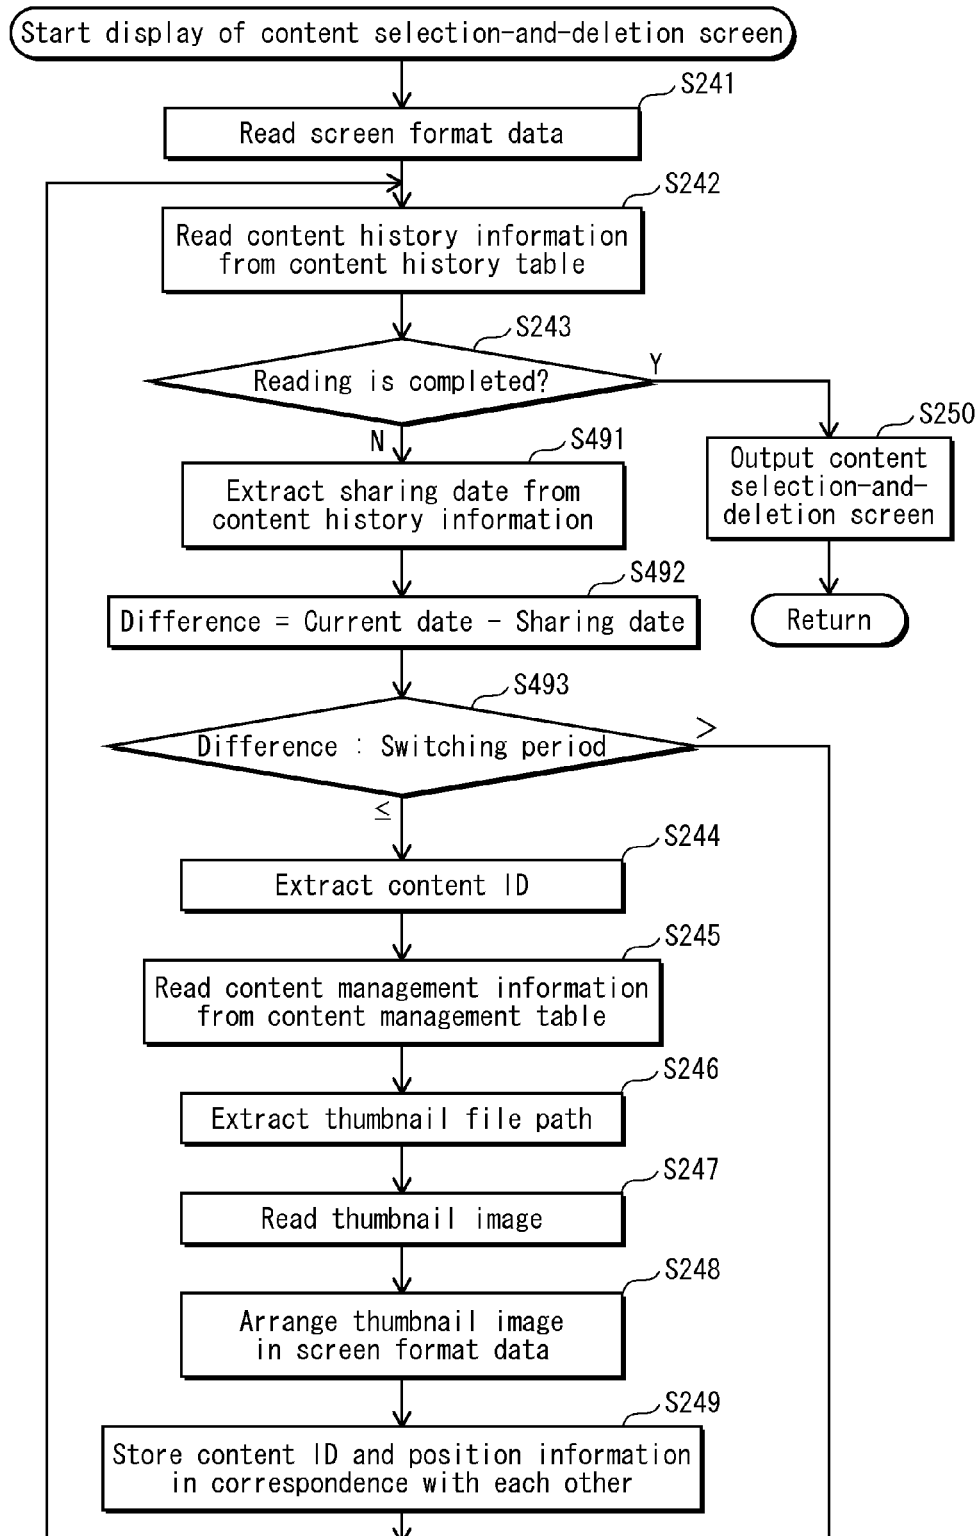 Start display of content selection-and-deletion screen
S241
Read screen format data
S242
Read content history information
from content history table
S243
Reading is completed?
Y
N
S250
Output content
selection-and-
deletion screen
Return
S491
Extract sharing date from
content history information
S492
Difference = Current date - Sharing date
S493
Difference : Switching period
>
≤
S244
Extract content ID
S245
Read content management information
from content management table
S246
Extract thumbnail file path
S247
Read thumbnail image
S248
Arrange thumbnail image
in screen format data
S249
Store content ID and position information
in correspondence with each other